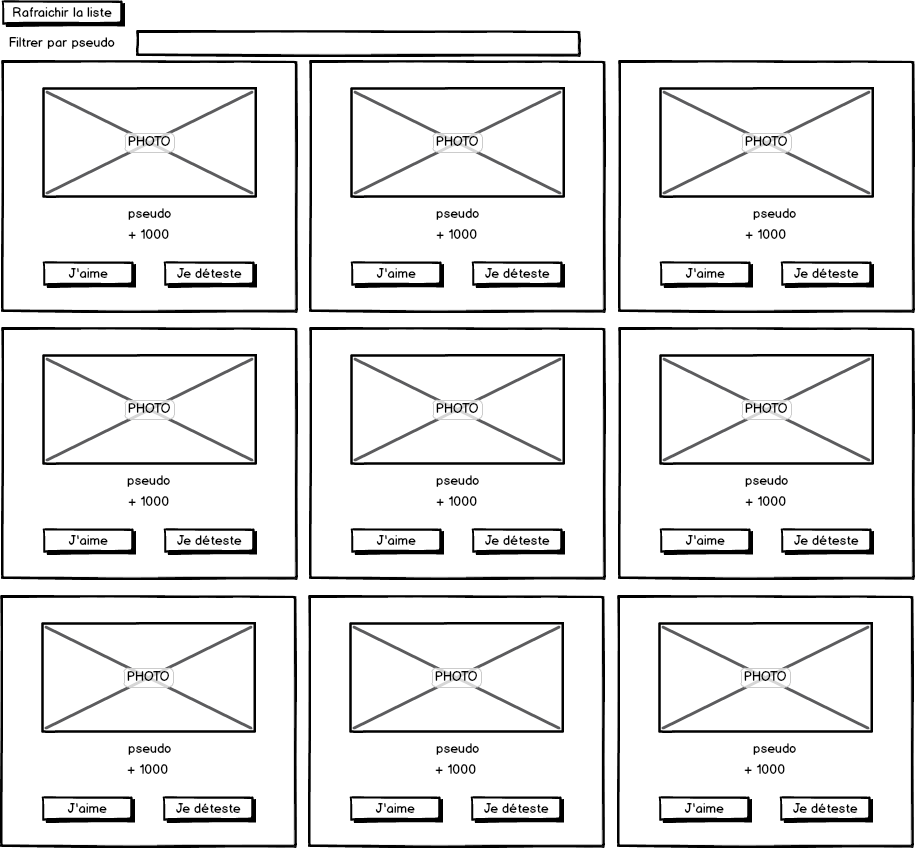 Rafraichir la liste
Filtrer par pseudo
PHOTO PHOTO PHOTO
pseudo pseudo pseudo
+ 1000 + 1000 + 1000
J'aime Je déteste J'aime Je déteste J'aime Je déteste
PHOTO PHOTO PHOTO
pseudo pseudo pseudo
+ 1000 + 1000 + 1000
J'aime Je déteste J'aime Je déteste J'aime Je déteste
PHOTO PHOTO PHOTO
pseudo pseudo pseudo
+ 1000 + 1000 + 1000
J'aime Je déteste J'aime Je déteste J'aime Je déteste